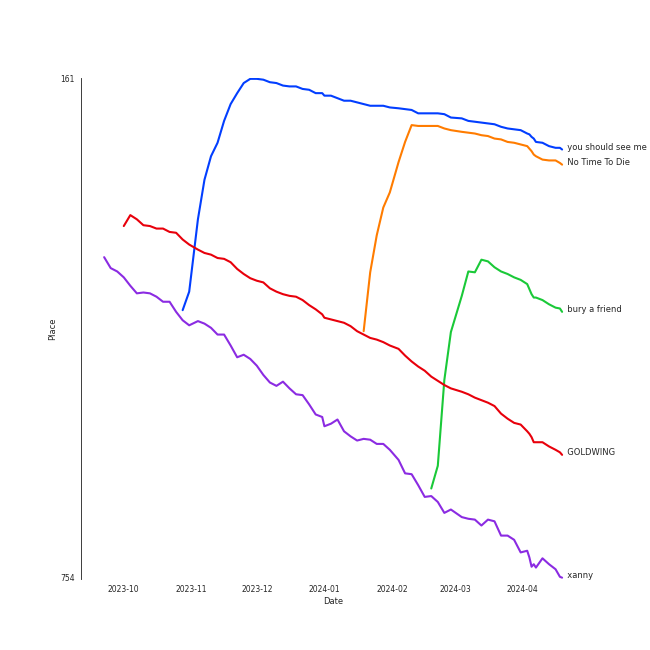 161
you should see me
No Time To Die
bury a friend
Place
GOLDWING
xanny
754
2023-10 2023-11 2023-12 2024-01 2024-02 2024-03 2024-04
Date